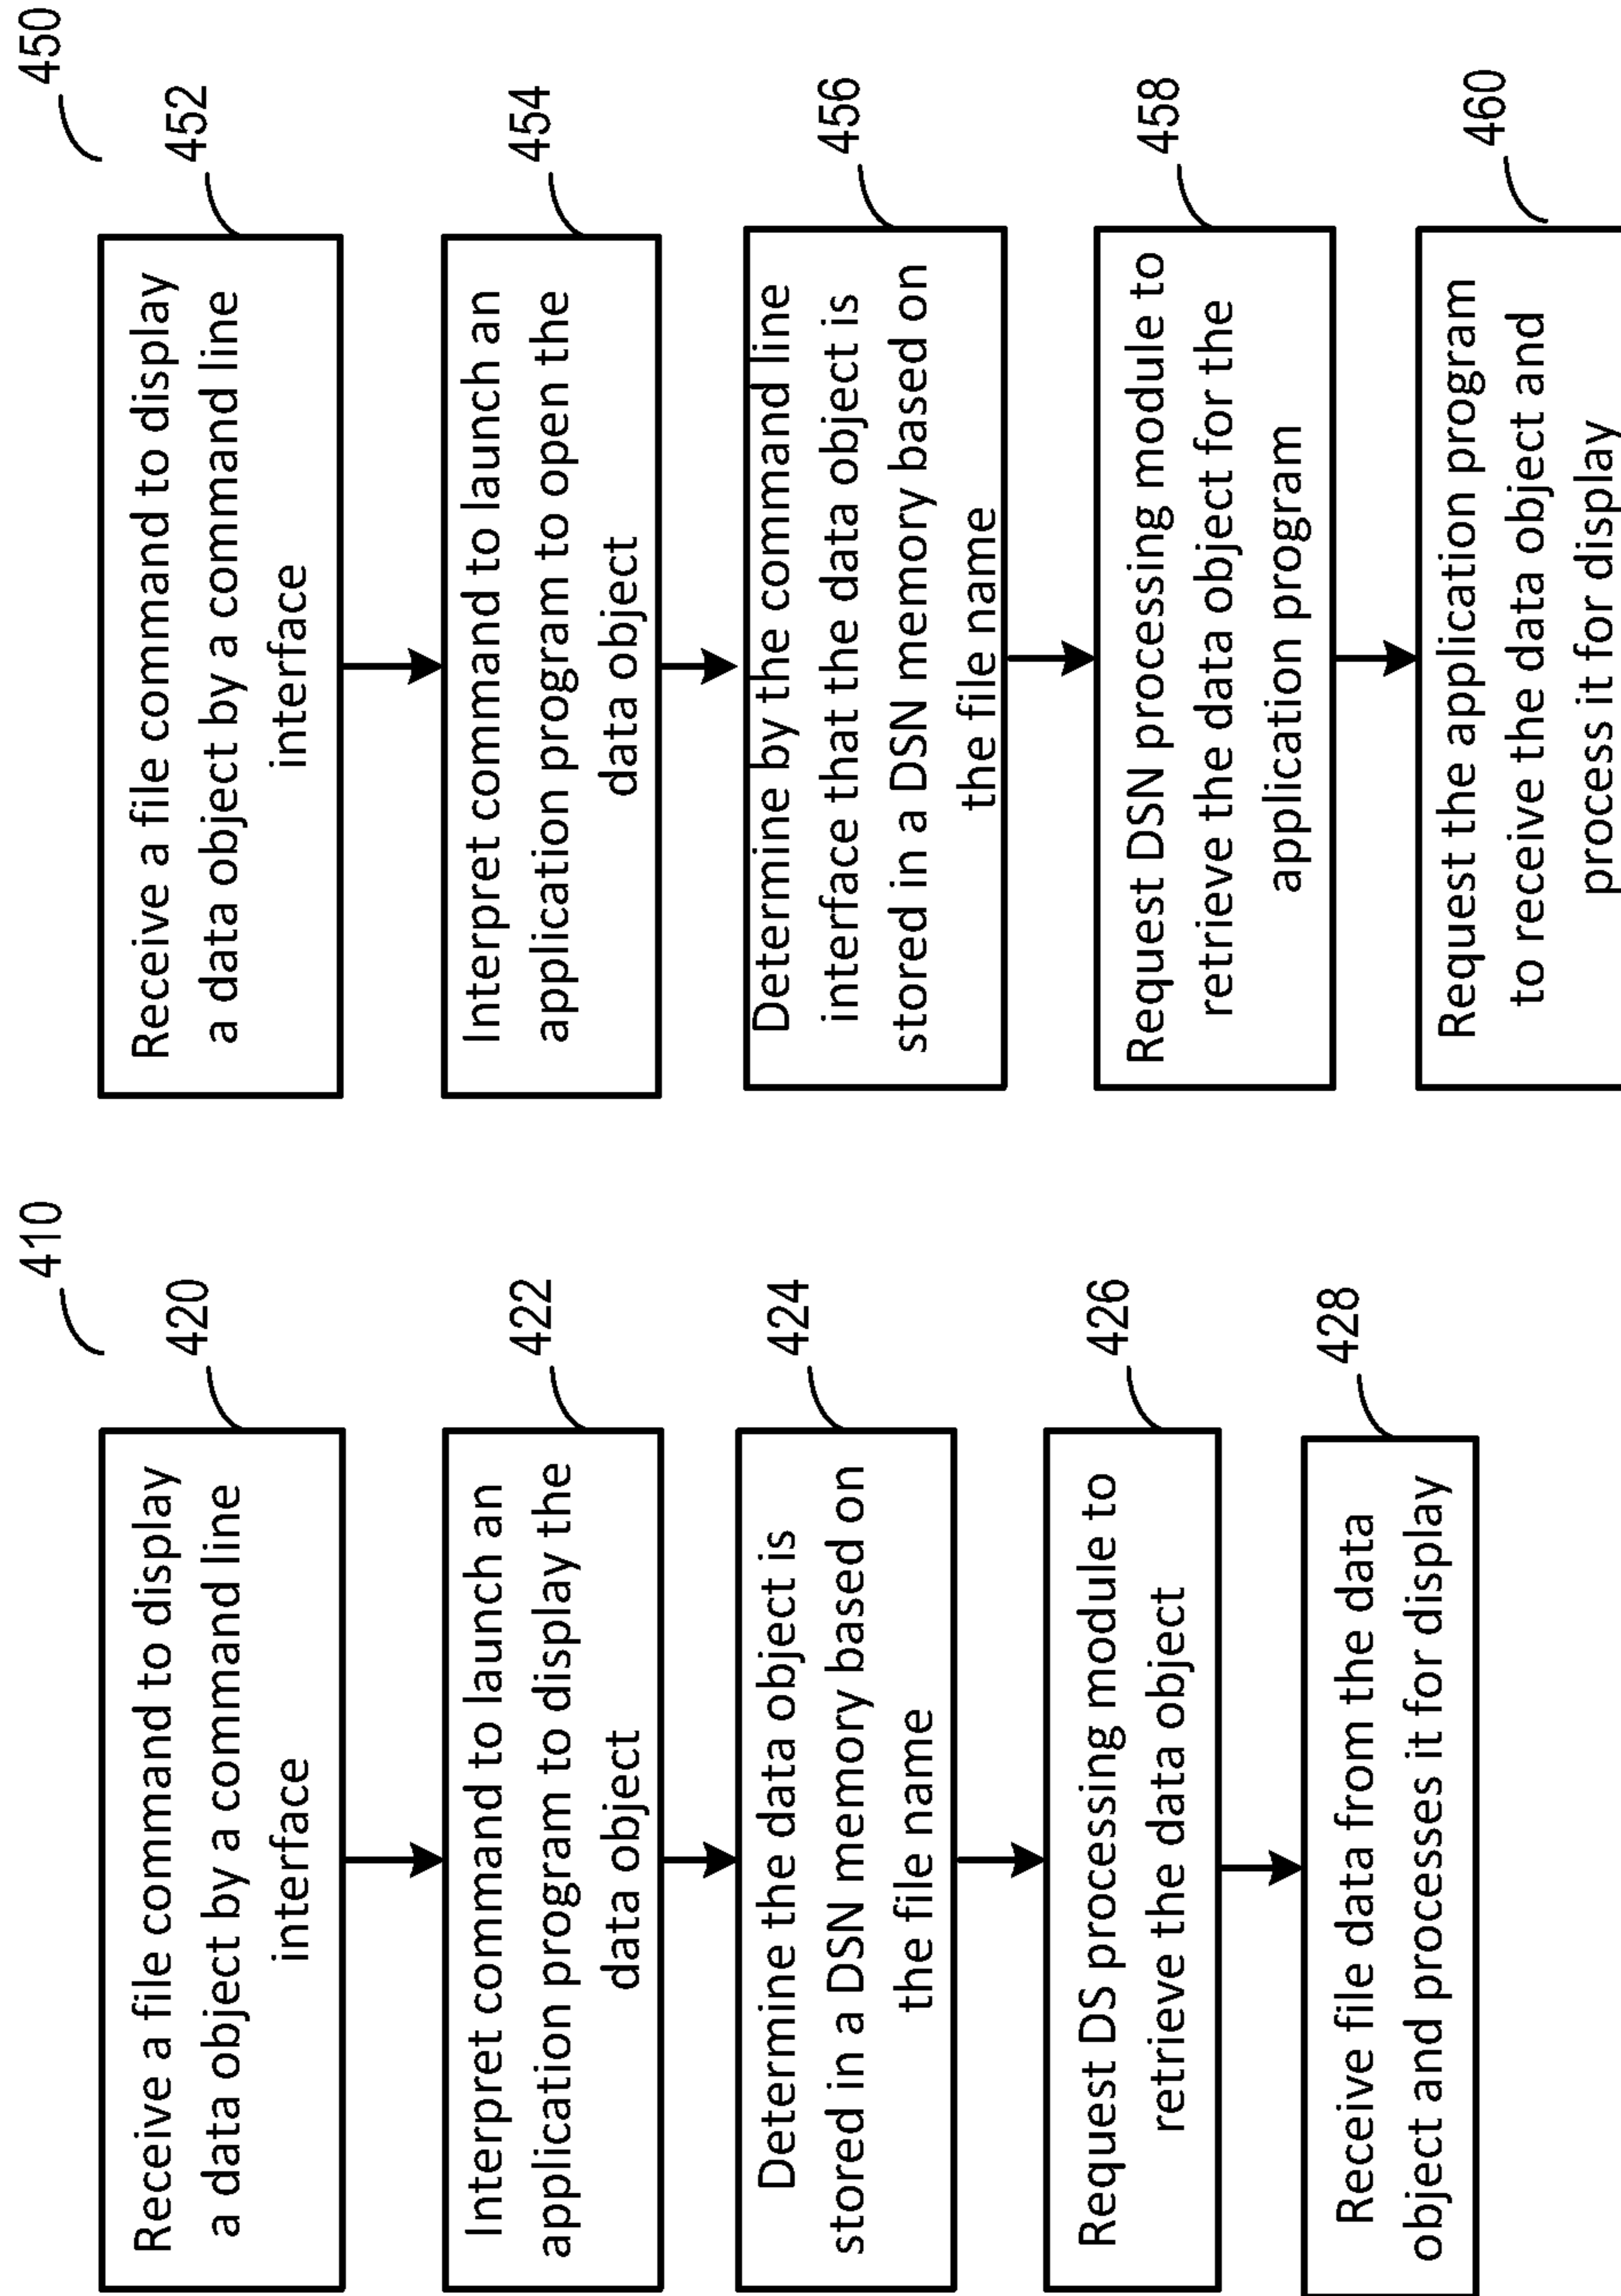 410
420
Receive a file command to display
a data object by a command line
interface
422
Interpret command to launch an
application program to display the
data object
424
Determine the data object is
stored in a DSN memory based on
the file name
426
Request DS processing module to
retrieve the data object
428
Receive file data from the data
object and processes it for display
450
452
Receive a file command to display
a data object by a command line
interface
454
Interpret command to launch an
application program to open the
data object
456
Determine by the command line
interface that the data object is
stored in a DSN memory based on
the file name
458
Request DSN processing module to
retrieve the data object for the
application program
460
Request the application program
to receive the data object and
process it for display